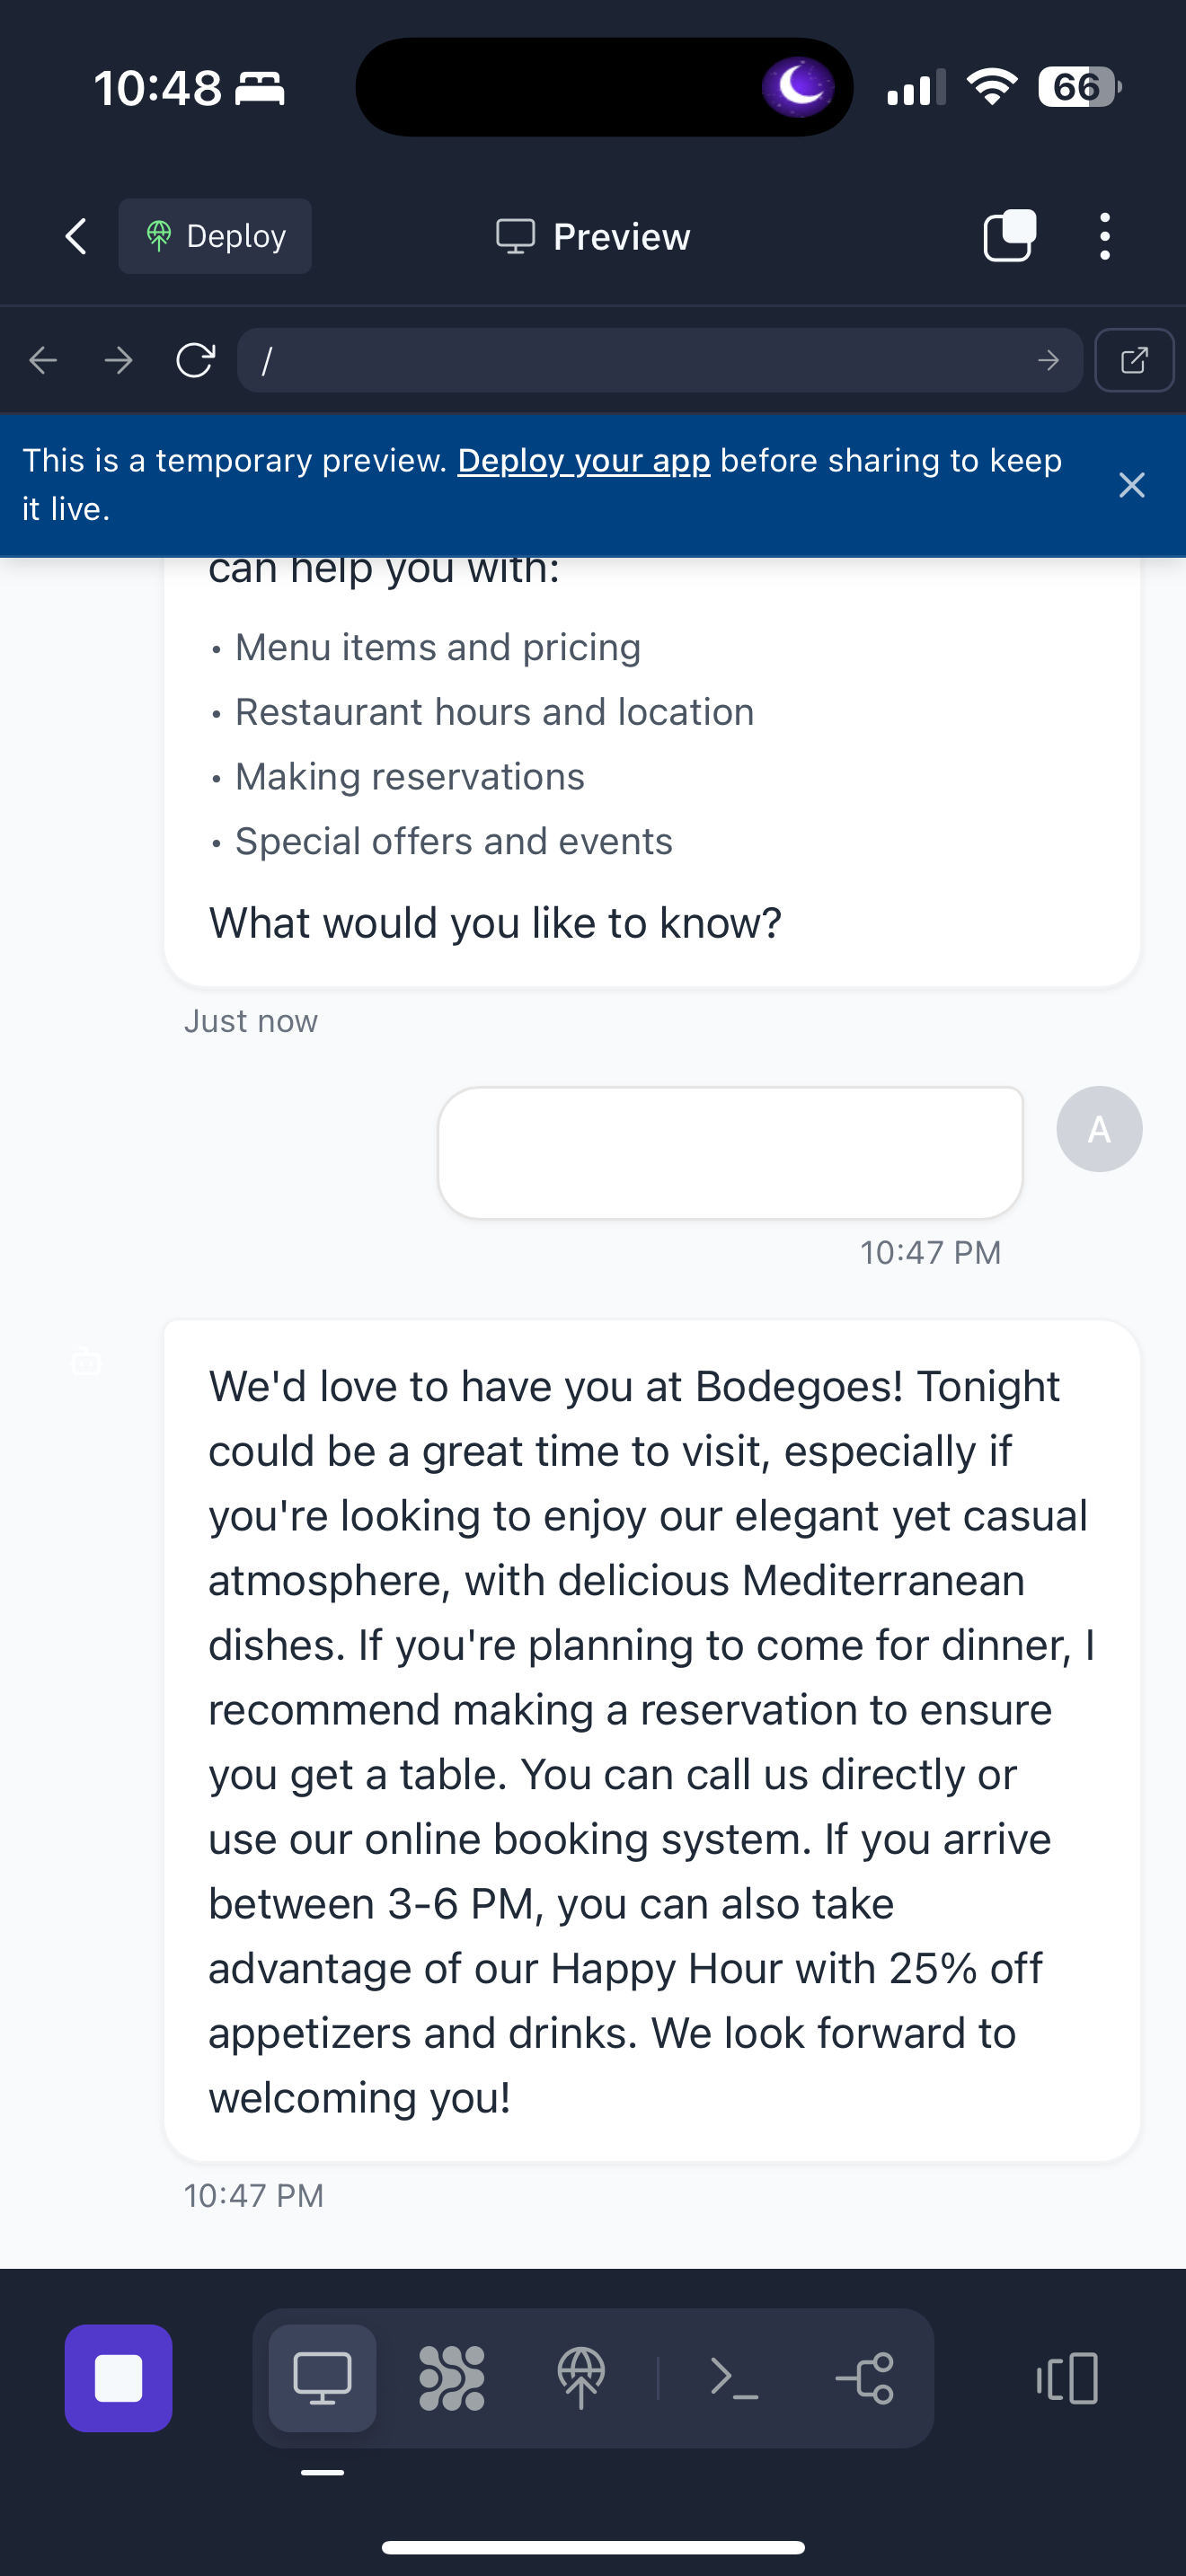 10:48
66
Deploy
Preview
/
This is a temporary preview. Deploy your app before sharing to keep
it live.
can help you with:
• Menu items and pricing
• Restaurant hours and location
• Making reservations
• Special offers and events
What would you like to know?
Just now
A
10:47 PM
We'd love to have you at Bodegoes! Tonight
could be a great time to visit, especially if
you're looking to enjoy our elegant yet casual
atmosphere, with delicious Mediterranean
dishes. If you're planning to come for dinner, I
recommend making a reservation to ensure
you get a table. You can call us directly or
use our online booking system. If you arrive
between 3-6 PM, you can also take
advantage of our Happy Hour with 25% off
appetizers and drinks. We look forward to
welcoming you!
10:47 PM